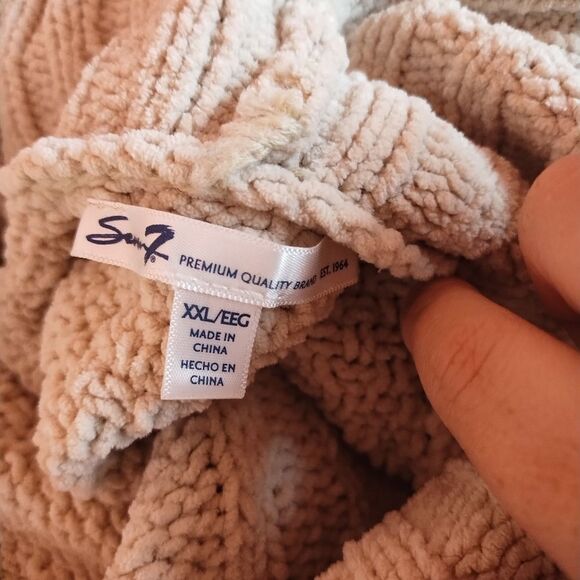 Seven7 PREMIUM QUALITY BRAND EST. 1964
XXL/EEG
MADE IN
CHINA
HECHO EN
CHINA